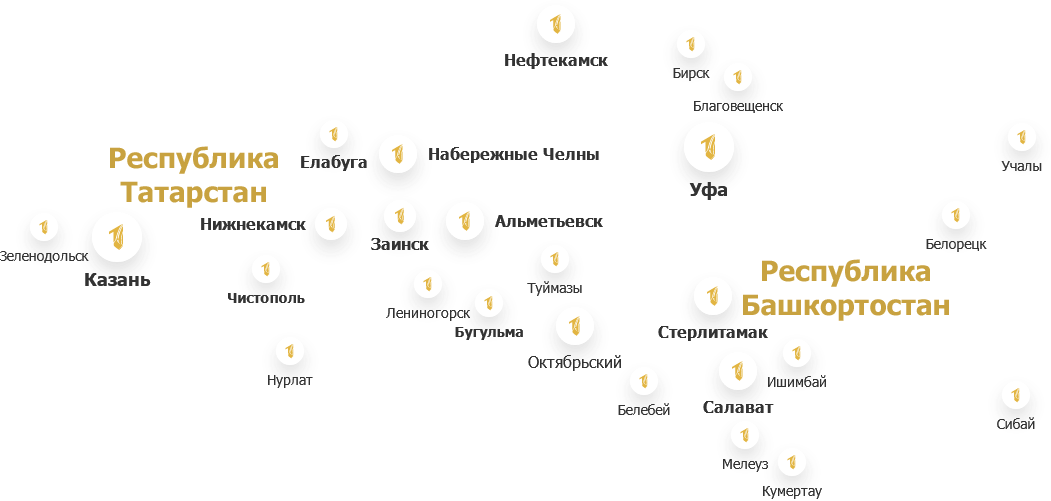 Нефтекамск
Бирск
Благовещенск
Республика
Татарстан
Елабуга
Набережные Челны
Уфа
Учалы
Зеленодольск
Казань
Нижнекамск
Заинск
Альметьевск
Белорецк
Чистополь
Лениногорск
Бугульма
Туймазы
Республика
Башкортостан
Стерлитамак
Октябрьский
Нурлат
Белебей
Салават
Ишимбай
Сибай
Мелеуз
Кумертау